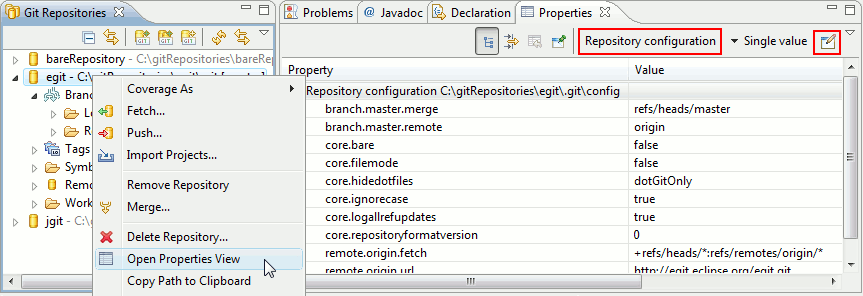 Git Repositories
bareRepository - C:\gitRepositories\bareRep
egit - C:\gitRepositories\egit\.git [master]
Bran
Lo
R
Tags
Symb
Remo
Work
jgit - C:\g
Coverage As
Fetch...
Push...
Import Projects...
Remove Repository
Merge...
Delete Repository...
Open Properties View
Copy Path to Clipboard
Problems
@ Javadoc
Declaration
Properties
Repository configuration
Single value
Property
Value
Repository configuration C:\gitRepositories\egit\.git\config
branch.master.merge
refs/heads/master
branch.master.remote
origin
core.bare
false
core.filemode
false
core.hidedotfiles
dotGitOnly
core.ignorecase
true
core.logallrefupdates
true
core.repositoryformatversion
0
remote.origin.fetch
+refs/heads/*:refs/remotes/origin/*
remote.origin.url
http://egit.eclipse.org/egit.git